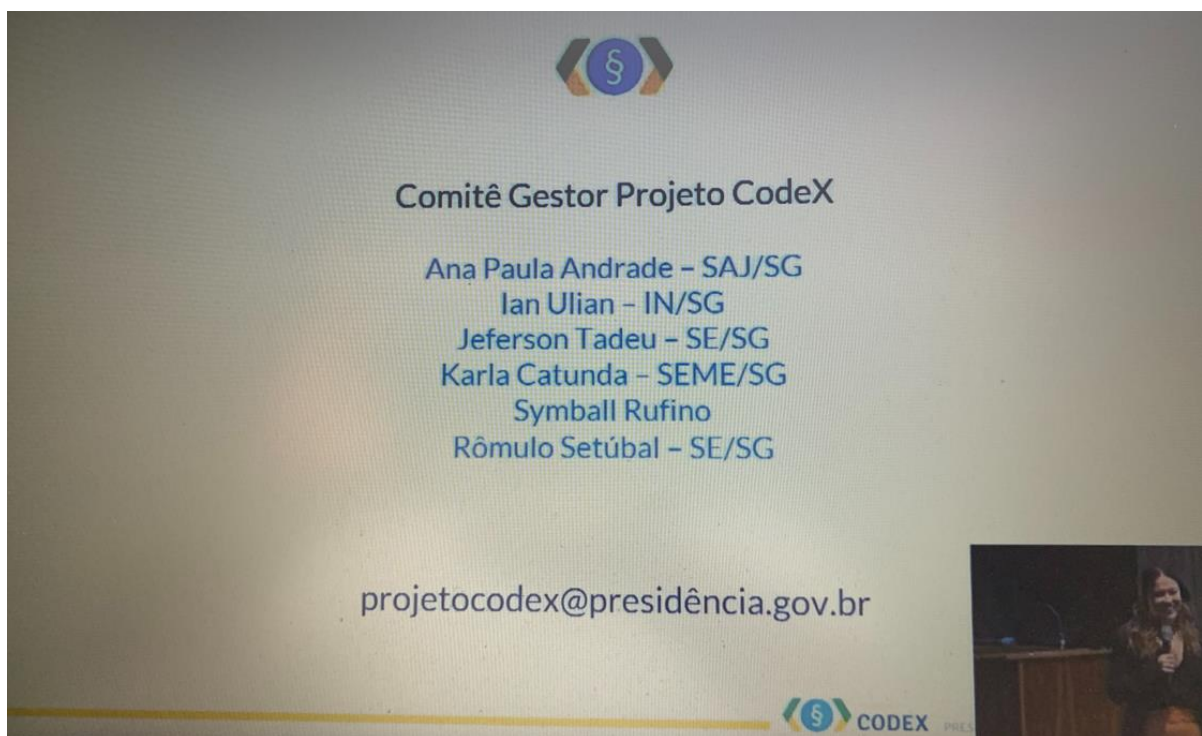 §
Comitê Gestor Projeto CodeX
Ana Paula Andrade – SAJ/SG
Ian Ulian – IN/SG
Jeferson Tadeu – SE/SG
Karla Catunda – SEME/SG
Symball Rufino
Rômulo Setúbal – SE/SG
projetocodex@presidência.gov.br
§ CODEX PRES